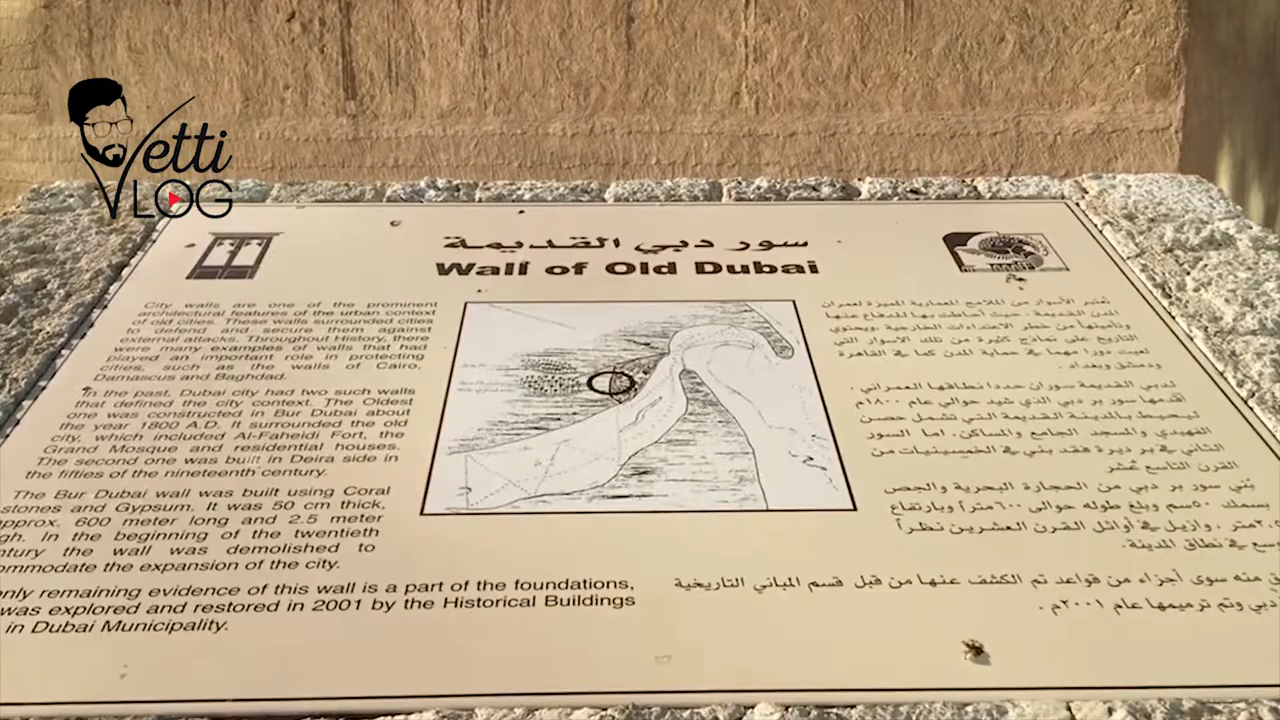 Vetti
VLOG
سور دبي القديمة
Wall of Old Dubai
City walls are one of the prominent
architectural features of the urban context
of old cities. These walls surrounded cities
to defend and secure them against
external attacks. Throughout History, there
were many examples of walls that had
played an important role in protecting
cities, such as the walls of Cairo,
Damascus and Baghdad.
In the past, Dubai city had two such walls
that defined the city context. The Oldest
one was constructed in Bur Dubai about
the year 1800 A.D. It surrounded the old
city, which included Al-Faheidi Fort, the
Grand Mosque and residential houses.
The second one was built in Deira side in
the fifties of the nineteenth century.
The Bur Dubai wall was built using Coral
stones and Gypsum. It was 50 cm thick,
approx. 600 meter long and 2.5 meter
gh. In the beginning of the twentieth
ntury the wall was demolished to
ommodate the expansion of the city.
only remaining evidence of this wall is a part of the foundations,
was explored and restored in 2001 by the Historical Buildings
in Dubai Municipality.
تعتبر الأسوار من الملامح المعمارية المميزة لعمران
المدن القديمة ، حيث أحاطت بها للدفاع عنها
وتأمينها من خطر الاعتداءات الخارجية ،ويحتوي
التاريخ على نماذج كثيرة من تلك الاسوار التي
لعبت دورا مهما في حماية المدن كما في القاهرة
ودمشق وبغداد .
لدبي القديمة سوران حددا نطاقها العمراني ،
أقدمها سور بر دبي الذي شيد حوالي عام ١٨٠٠م
ليحيط بالمدينة القديمة التي تشمل حصن
الفهيدي والمسجد الجامع والمساكن. اما السور
الثاني في بر ديرة فقد بني في الخمسينيات من
القرن التاسع عشر
بُني سور بر دبي من الحجارة البحرية والجص
بسمك ٥٠سم وبلغ طوله حوالى ٦٠٠متراً وبارتفاع
٢.٥متر ، وازيل في أوائل القرن العشرين نظراً
وسع في نطاق المدينة.
ق منه سوى أجزاء من قواعد تم الكشف عنها من قبل قسم المباني التاريخية
دبي وتم ترميمها عام ٢٠٠١م .